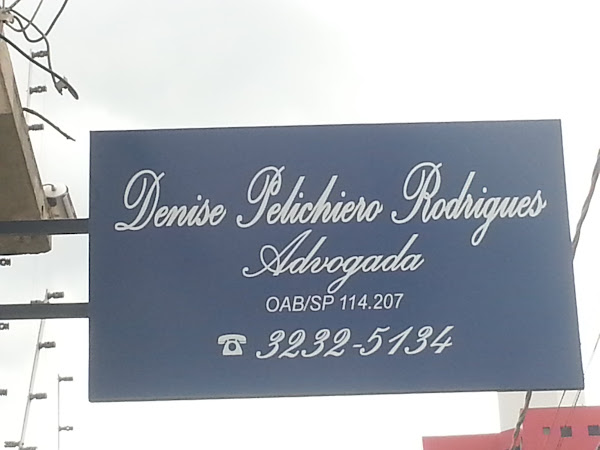 Denise Pelichiero Rodrigues
Advogada
OAB/SP 114.207
☎ 3232-5134